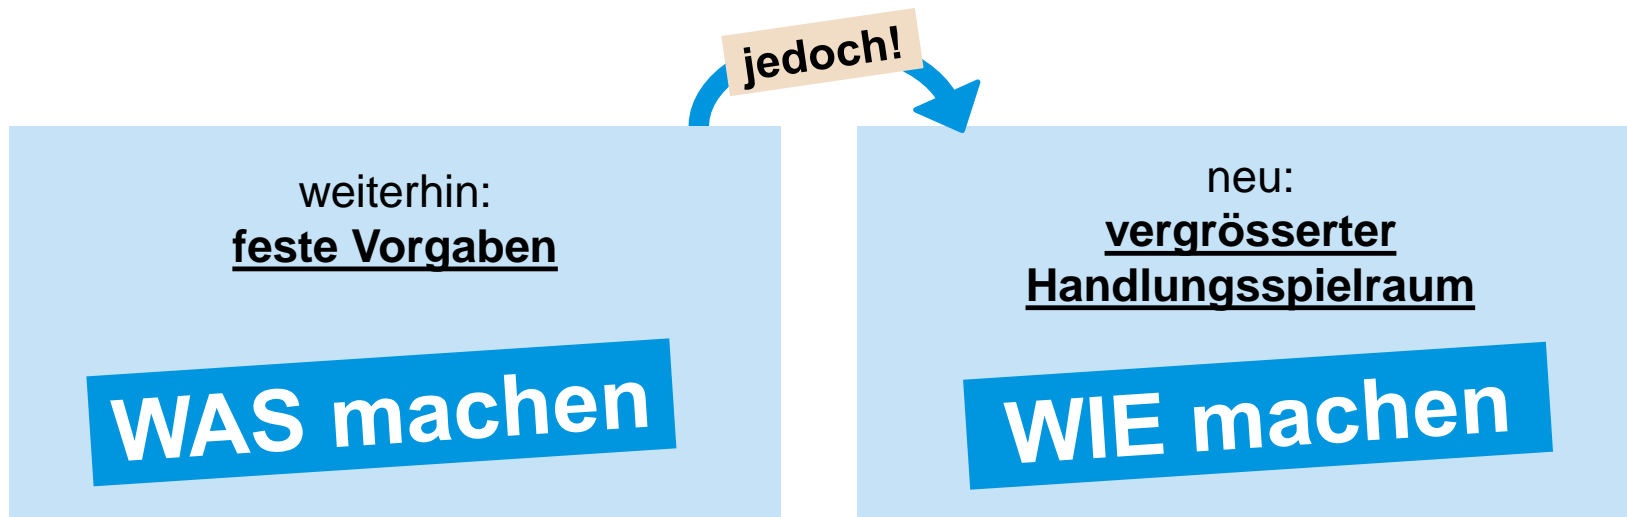 jedoch!
weiterhin:
feste Vorgaben
WAS machen
neu:
vergrösserter
Handlungsspielraum
WIE machen